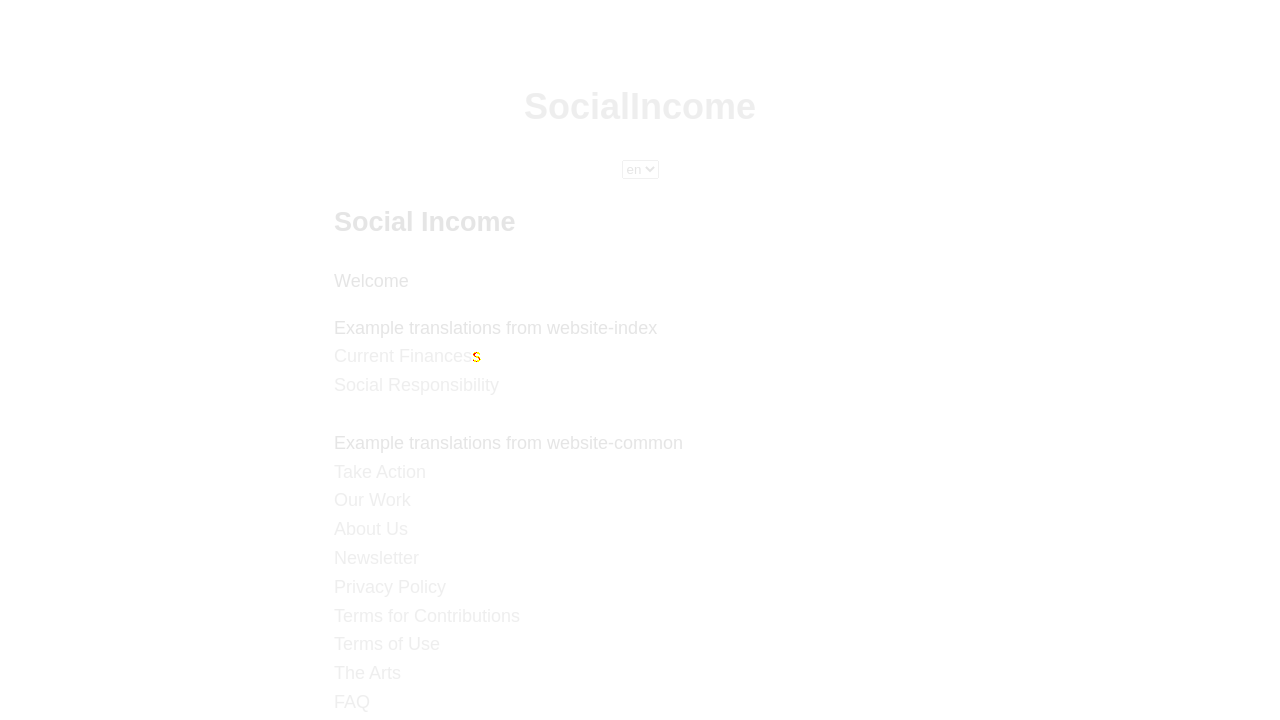 SocialIncome
en
Social Income
Welcome
Example translations from website-index
Current Financess
Social Responsibility
Example translations from website-common
Take Action
Our Work
About Us
Newsletter
Privacy Policy
Terms for Contributions
Terms of Use
The Arts
FAQ